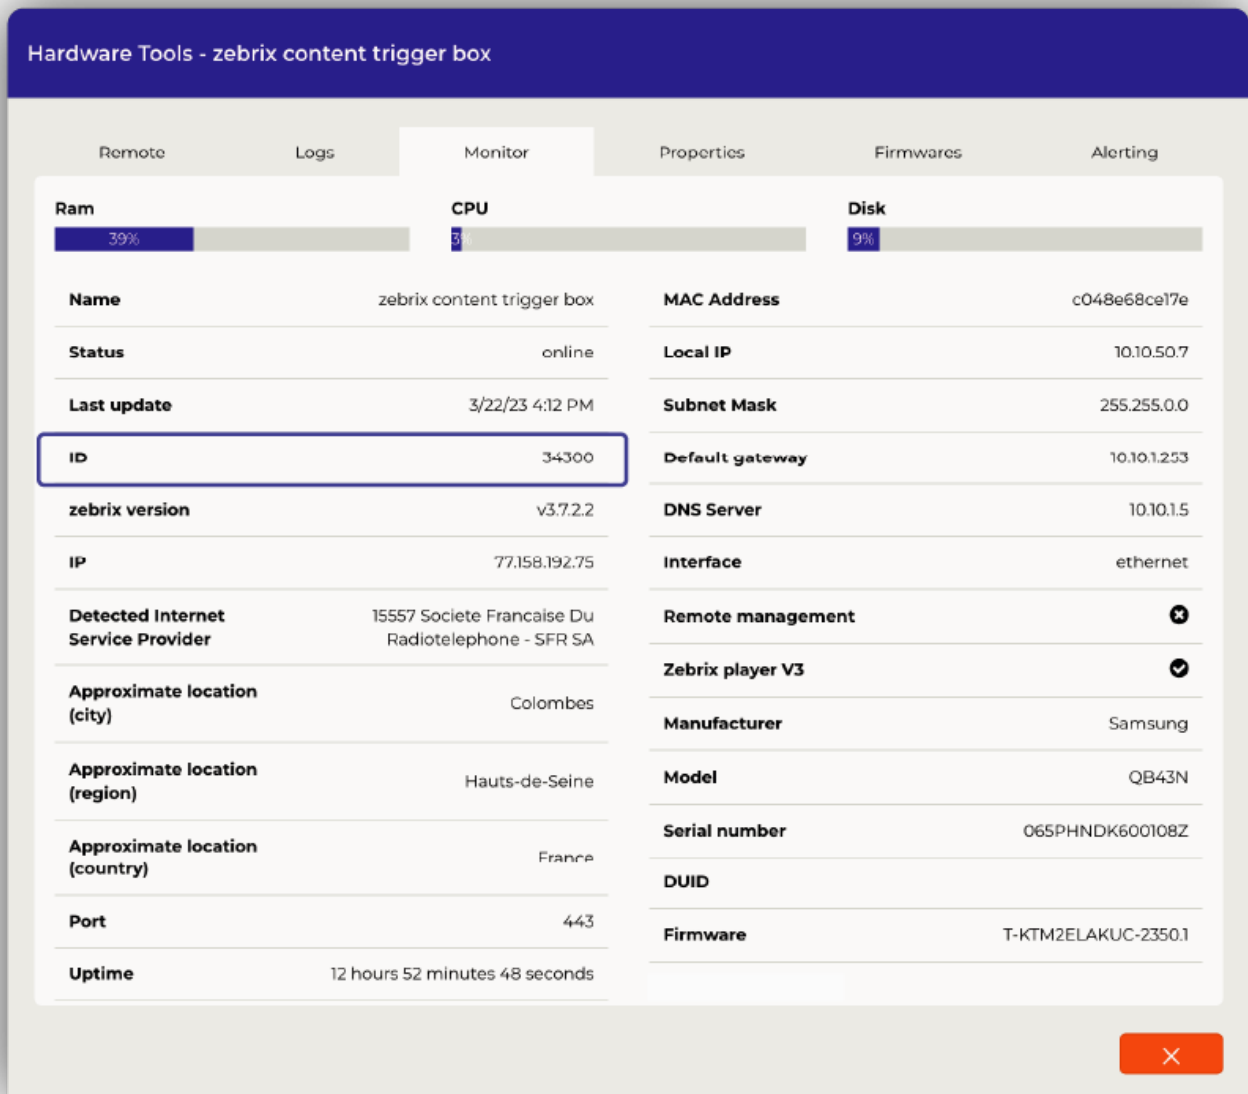 Hardware Tools - zebrix content trigger box
Remote Logs Monitor Properties Firmwares Alerting
Ram CPU Disk
39% 3% 9%
Name zebrix content trigger box
Status online
Last update 3/22/23 4:12 PM
ID 34300
zebrix version v3.7.2.2
IP 77.158.192.75
Detected Internet 15557 Societe Francaise Du
Service Provider Radiotelephone - SFR SA
Approximate location
(city) Colombes
Approximate location
(region) Hauts-de-Seine
Approximate location
(country) France
Port 443
Uptime 12 hours 52 minutes 48 seconds
MAC Address c048e68ce17e
Local IP 10.10.50.7
Subnet Mask 255.255.0.0
Default gateway 10.10.1.253
DNS Server 10.10.1.5
Interface ethernet
Remote management
Zebrix player V3
Manufacturer Samsung
Model QB43N
Serial number 065PHNDK600108Z
DUID
Firmware T-KTM2ELAKUC-2350.1